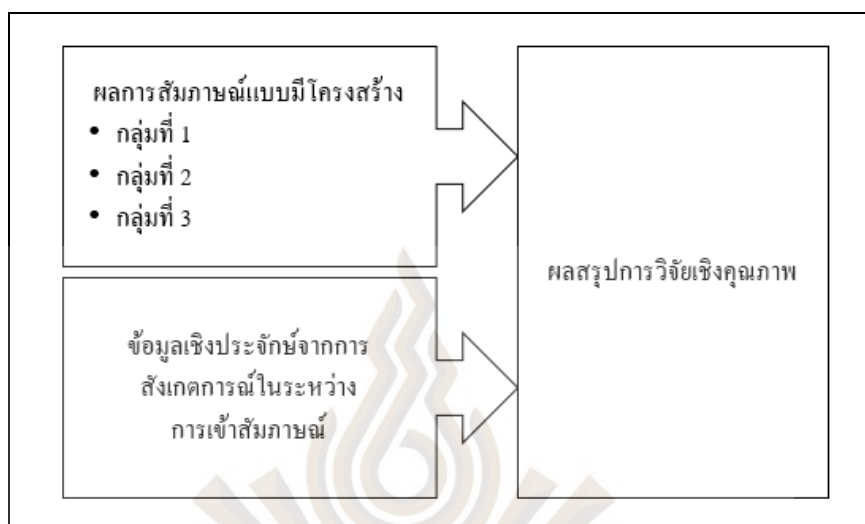 ผลการสัมภาษณ์แบบมีโครงสร้าง
• กลุ่มที่ 1
• กลุ่มที่ 2
• กลุ่มที่ 3
ข้อมูลเชิงประจักษ์จากการ
สังเกตการณ์ในระหว่าง
การเข้าสัมภาษณ์
ผลสรุปการวิจัยเชิงคุณภาพ